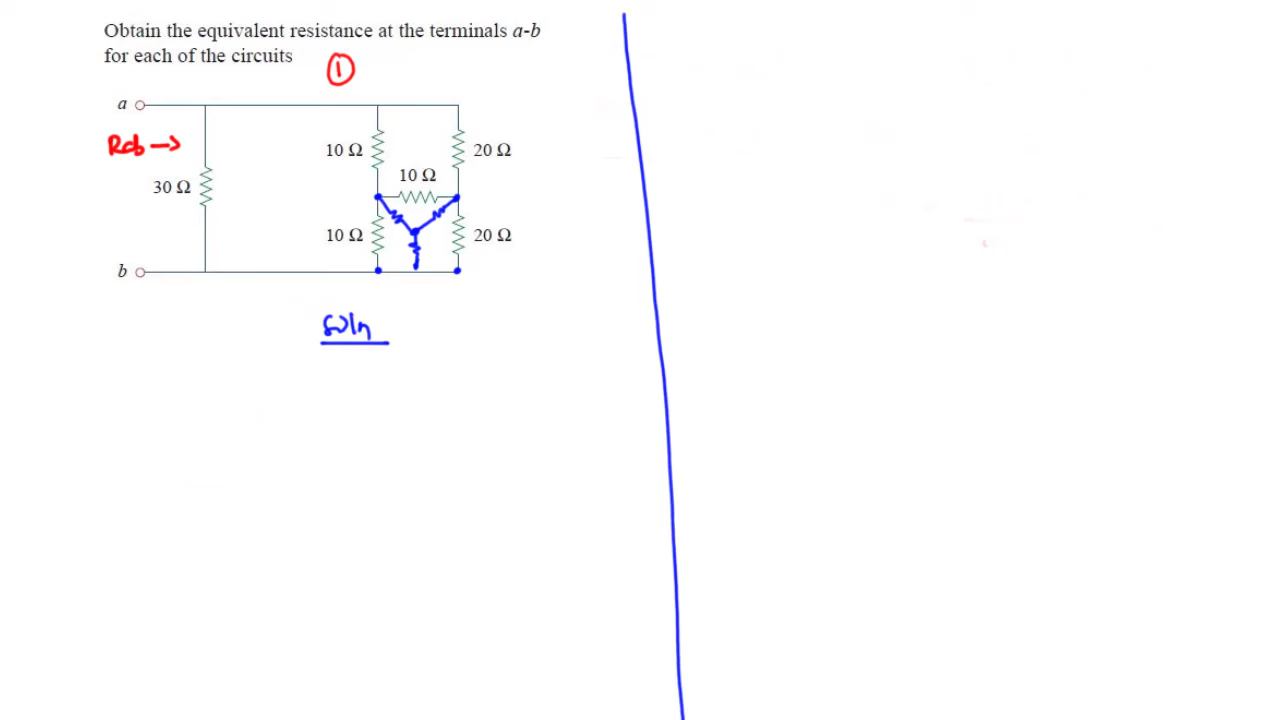 Obtain the equivalent resistance at the terminals a-b
for each of the circuits
①
a
Rab →
10 Ω
20 Ω
10 Ω
30 Ω
10 Ω
20 Ω
b
Soln